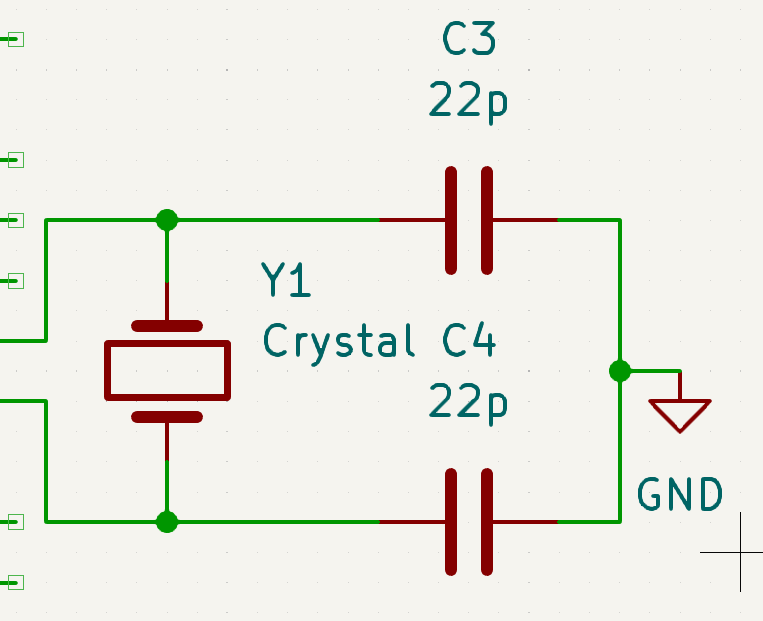 C3
22p
Y1
Crystal
C4
22p
GND